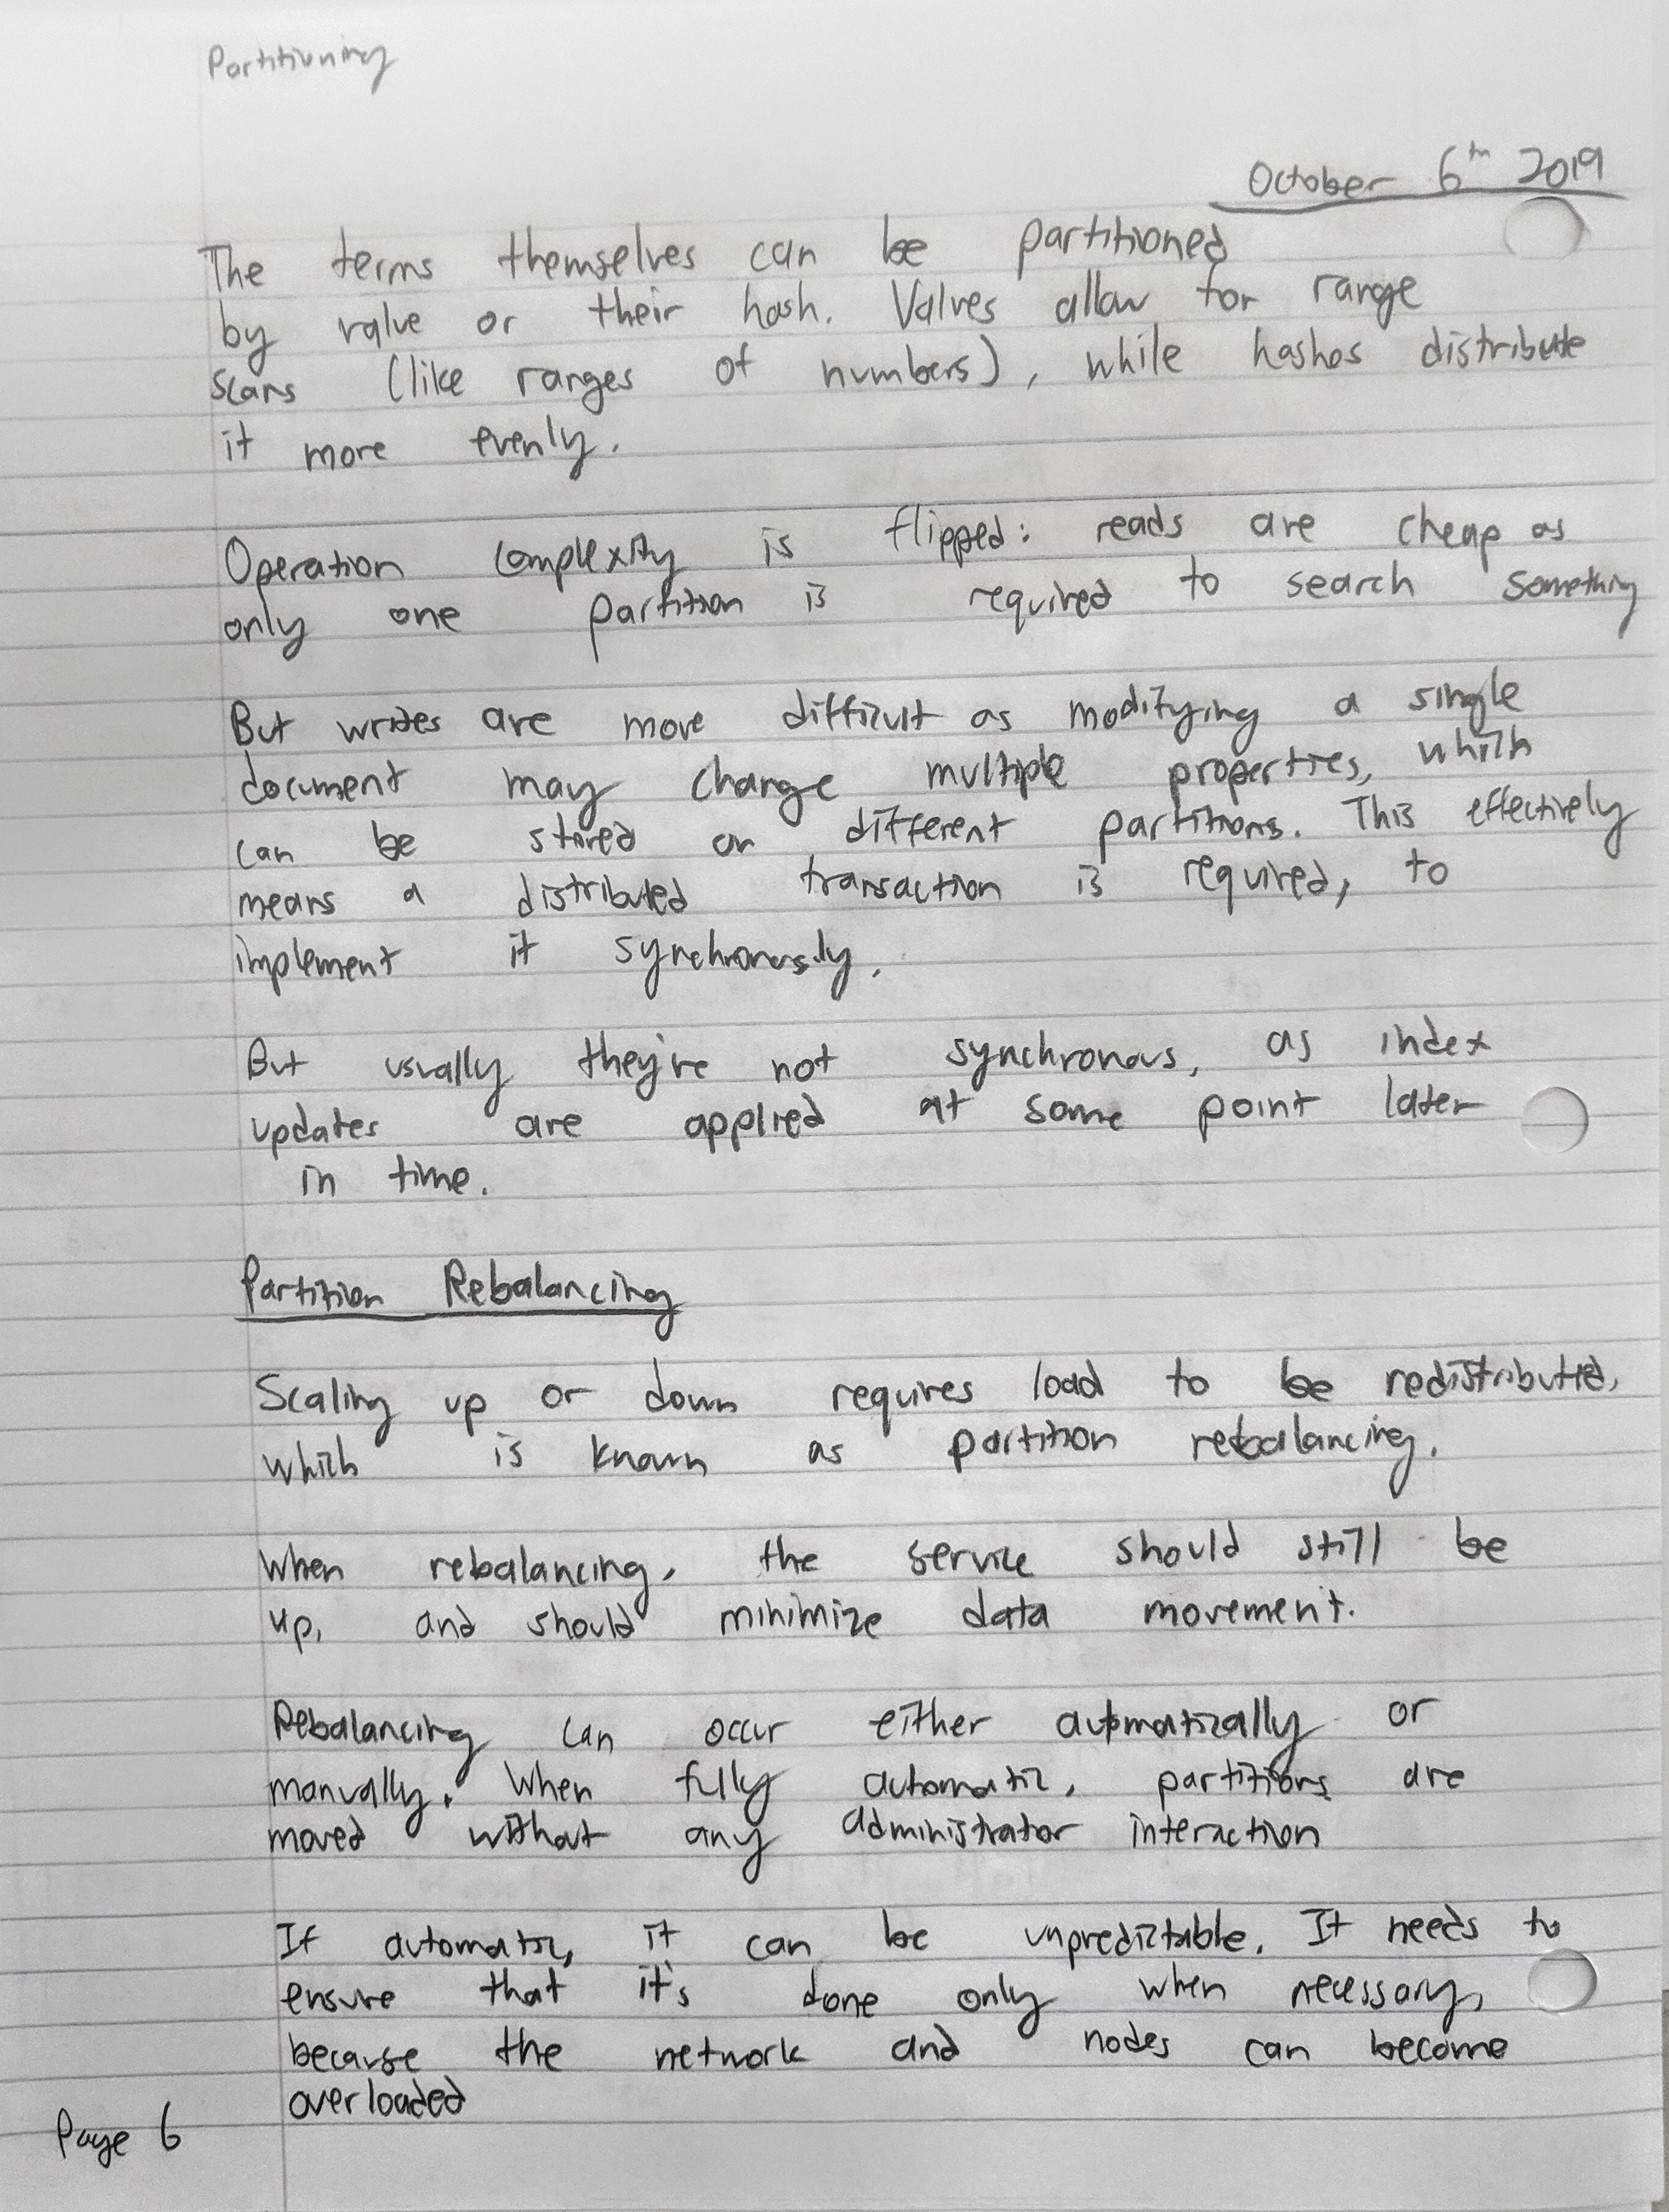 Partitioning
October 6th 2019
The terms themselves can be partitioned
by value or their hash. Values allow for range
scans (like ranges of numbers), while hashes distribute
it more evenly.
Operation complexity is flipped: reads are cheap as
only one partition is required to search something
But writes are more difficult as modifying a single
document may change multiple properties, which
can be stored on different partitions. This effectively
means a distributed transaction is required, to
implement it synchronously.
But usually they're not synchronous, as index
updates are applied at some point later
in time.
Partition Rebalancing
Scaling up or down requires load to be redistributed,
which is known as partition rebalancing.
When rebalancing, the service should still be
up, and should minimize data movement.
Rebalancing can occur either automatically or
manually. When fully automatic, partitions are
moved without any administrator interaction
If automatic, it can be unpredictable. It needs to
ensure that it's done only when necessary,
because the network and nodes can become
overloaded
Page 6